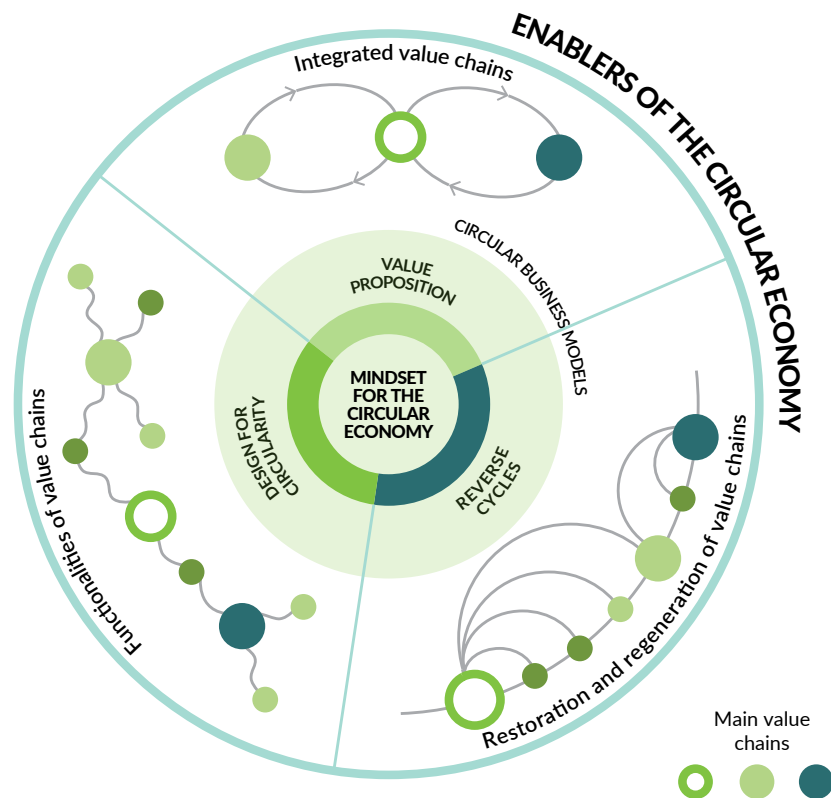 ENABLERS OF THE CIRCULAR ECONOMY
Integrated value chains
CIRCULAR BUSINESS MODELS
VALUE
PROPOSITION
MINDSET
FOR THE
CIRCULAR
ECONOMY
DESIGN FOR
CIRCULARITY
REVERSE
CYCLES
Functionalities of value chains
Restoration and regeneration of value chains
Main value
chains